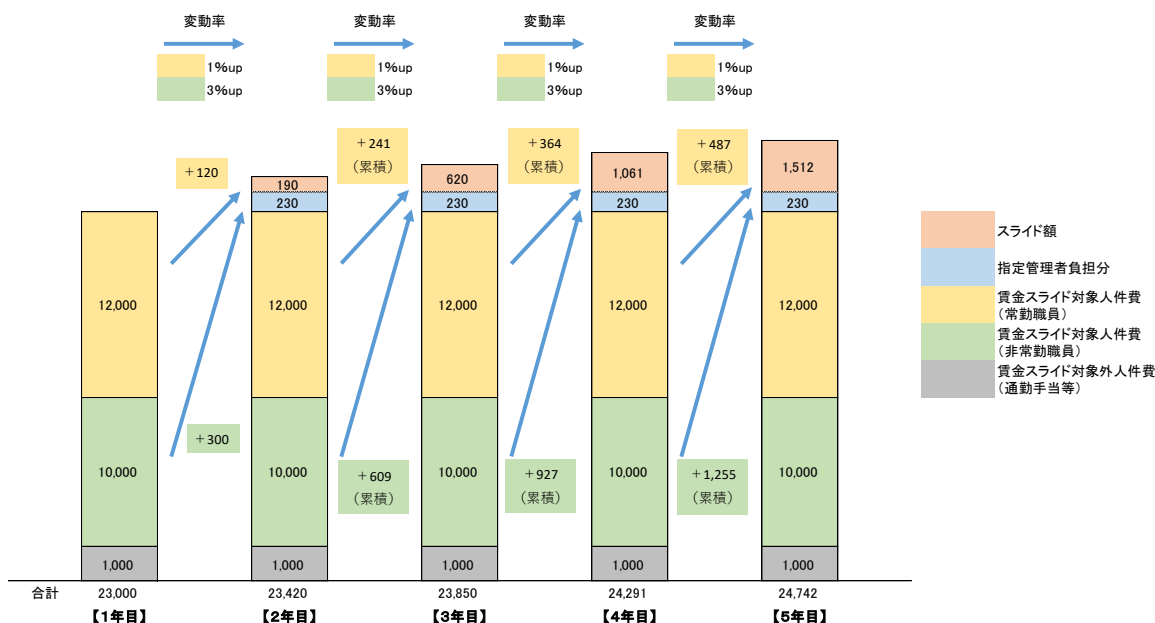 変動率
変動率
変動率
変動率
1%up
3%up
1%up
3%up
1%up
3%up
1%up
3%up
+120
+241
(累積)
+364
(累積)
+487
(累積)
190
230
620
230
1,061
230
1,512
230
12,000
12,000
12,000
12,000
12,000
+300
+609
(累積)
+927
(累積)
+1,255
(累積)
10,000
10,000
10,000
10,000
10,000
1,000
1,000
1,000
1,000
1,000
スライド額
指定管理者負担分
賃金スライド対象人件費
(常勤職員)
賃金スライド対象人件費
(非常勤職員)
賃金スライド対象外人件費
(通勤手当等)
合計 23,000 23,420 23,850 24,291 24,742
【1年目】 【2年目】 【3年目】 【4年目】 【5年目】